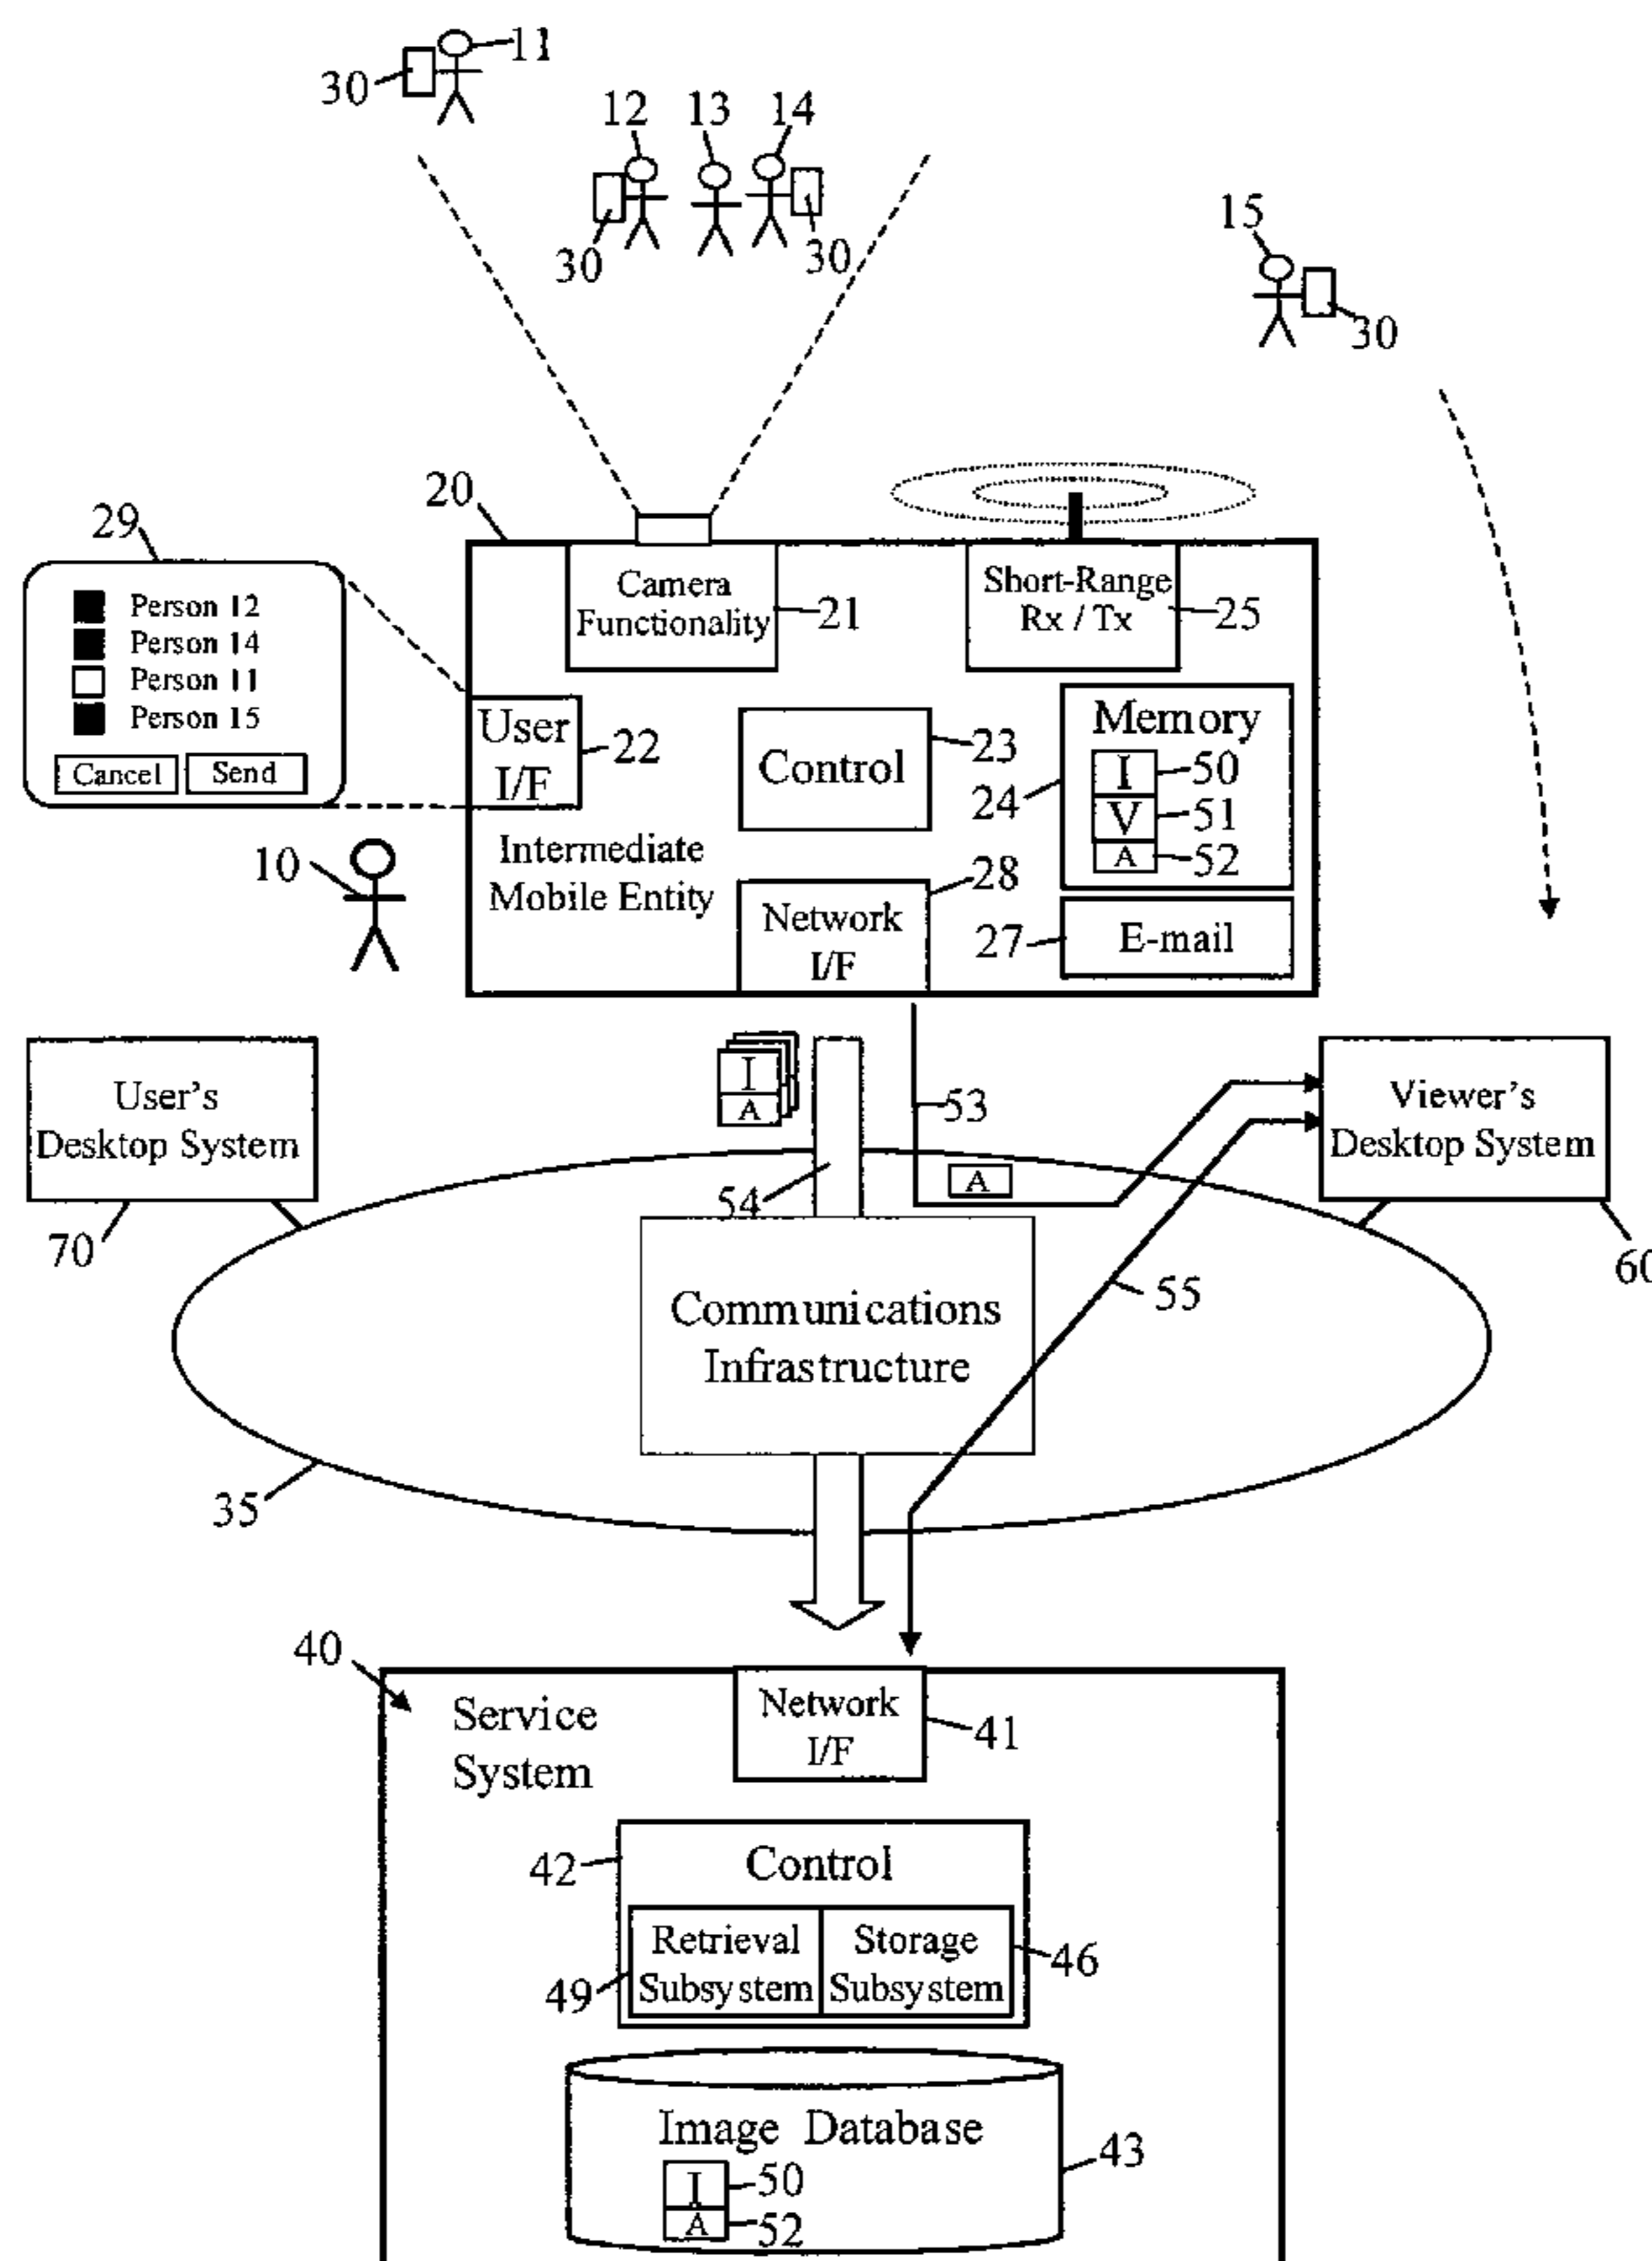 11
30
12 13 14
30
30
15
30
20
29
Person 12
Person 14
Person 11
Person 15
Cancel
Send
Camera
Functionality
21
Short-Range
Rx / Tx
25
User
I/F
22
Control
23
Memory
24
I
50
V
51
A
52
10
Intermediate
Mobile Entity
28
Network
I/F
27
E-mail
I
A
53
User's
Desktop System
70
Viewer's
Desktop System
60
54
A
55
Communications
Infrastructure
35
40
Service
System
Network
I/F
41
42
Control
Retrieval
Subsystem
Storage
Subsystem
46
49
Image Database
43
I
50
A
52